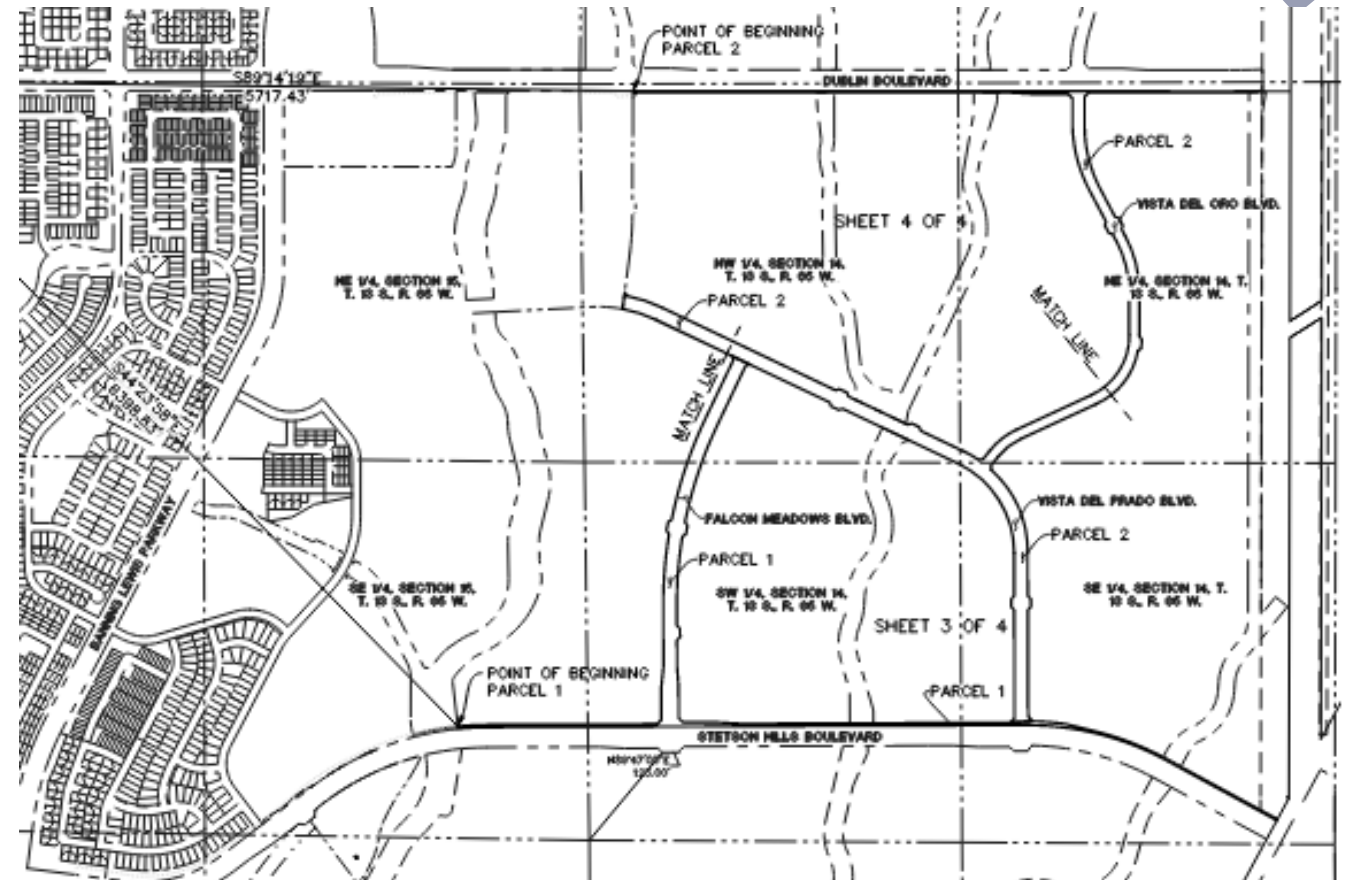 POINT OF BEGINNING
PARCEL 2
S89°14'19"E
5717.43'
DUBLIN BOULEVARD
PARCEL 2
VISTA DEL ORO BLVD.
SHEET 4 OF 4
NW 1/4, SECTION 14,
T. 13 S., R. 65 W.
NE 1/4, SECTION 15,
T. 13 S., R. 65 W.
NE 1/4, SECTION 14, T.
13 S., R. 65 W.
PARCEL 2
MATCH LINE
MATCH LINE
VISTA DEL PRADO BLVD.
FALCON MEADOWS BLVD.
PARCEL 2
PARCEL 1
BANNING LEWIS PARKWAY
SE 1/4, SECTION 15,
T. 13 S., R. 65 W.
SW 1/4, SECTION 14,
T. 13 S., R. 65 W.
SE 1/4, SECTION 14, T.
13 S., R. 65 W.
SHEET 3 OF 4
POINT OF BEGINNING
PARCEL 1
PARCEL 1
STETSON HILLS BOULEVARD